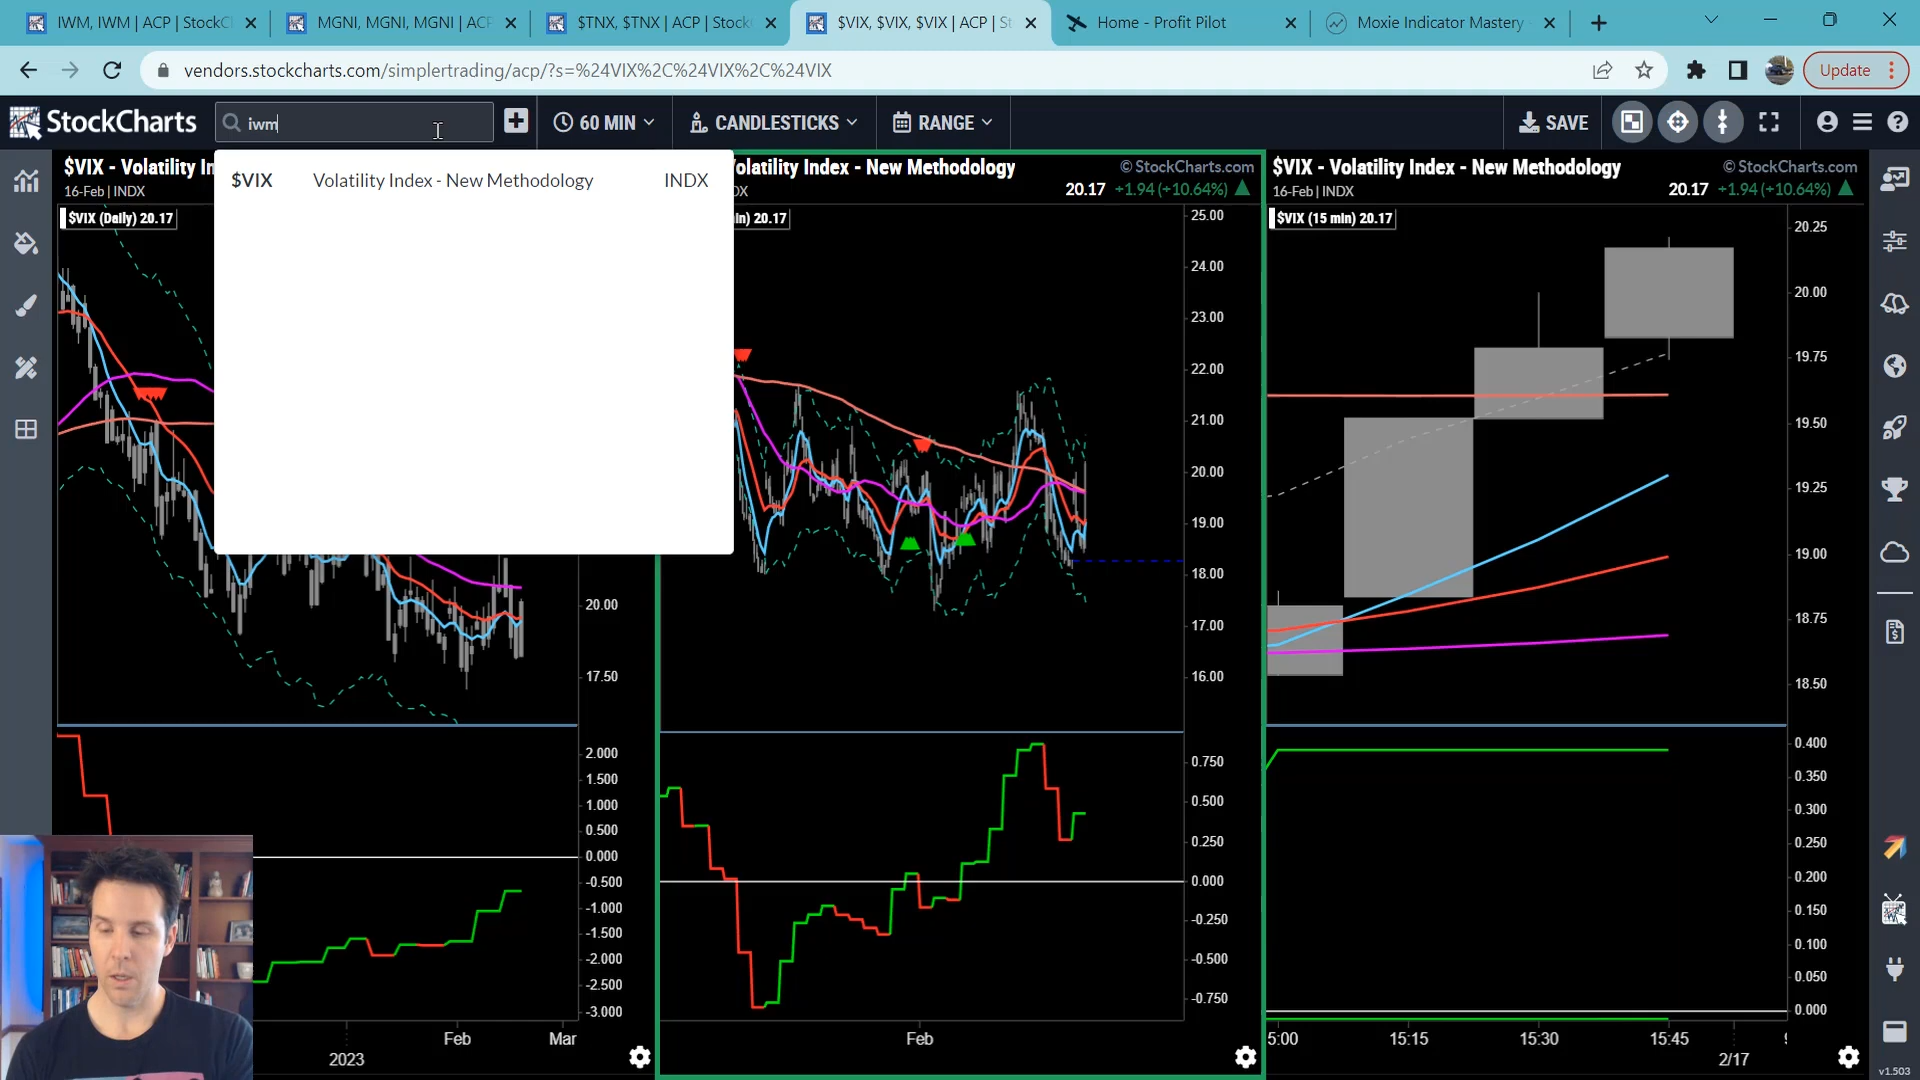 IWM, IWM | ACP | StockCl
MGNI, MGNI, MGNI | ACP
$TNX, $TNX | ACP | Stock
$VIX, $VIX, $VIX | ACP | St
Home - Profit Pilot
Moxie Indicator Mastery
vendors.stockcharts.com/simplertrading/acp/?s=%24VIX%2C%24VIX%2C%24VIX
Update
StockCharts
iwm
60 MIN
CANDLESTICKS
RANGE
SAVE
$VIX Volatility Index - New Methodology INDX
$VIX - Volatility In
16-Feb | INDX
$VIX (Daily) 20.17
20.00
17.50
2.000
1.500
1.000
0.500
0.000
-0.500
-0.1.000
-1.500
-2.000
-2.500
-3.000
2023
Feb
Mar
olatility Index - New Methodology
© StockCharts.com
DX
20.17 +1.94 (+10.64%)
in) 20.17
25.00
24.00
23.00
22.00
21.00
20.00
19.00
18.00
17.00
16.00
0.750
0.500
0.250
0.000
-0.250
-0.500
-0.750
Feb
$VIX - Volatility Index - New Methodology
© StockCharts.com
16-Feb | INDX
20.17 +1.94 (+10.64%)
$VIX (15 min) 20.17
20.25
20.00
19.75
19.50
19.25
19.00
18.75
18.50
0.400
0.350
0.300
0.250
0.200
0.150
0.100
0.050
0.000
5:00
15:15
15:30
15:45
2/17
v1.503